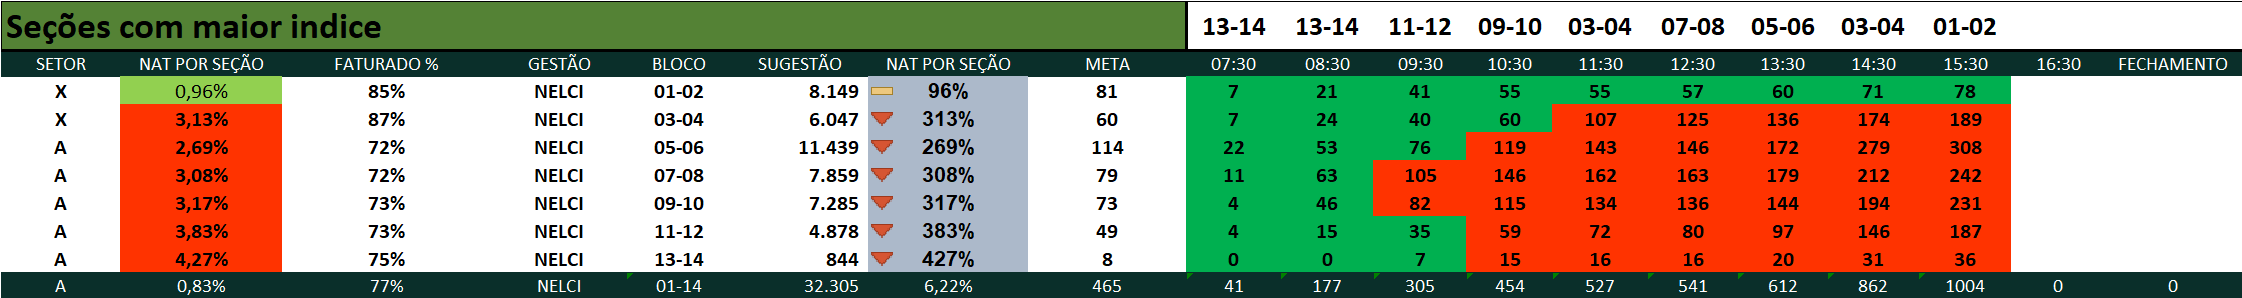 Seções com maior indice 13-14 13-14 11-12 09-10 03-04 07-08 05-06 03-04 01-02
SETOR NAT POR SEÇÃO FATURADO % GESTÃO BLOCO SUGESTÃO NAT POR SEÇÃO META 07:30 08:30 09:30 10:30 11:30 12:30 13:30 14:30 15:30 16:30 FECHAMENTO
X 0,96% 85% NELCI 01-02 8.149 96% 81 7 21 41 55 55 57 60 71 78
X 3,13% 87% NELCI 03-04 6.047 313% 60 7 24 40 60 107 125 136 174 189
A 2,69% 72% NELCI 05-06 11.439 269% 114 22 53 76 119 143 146 172 279 308
A 3,08% 72% NELCI 07-08 7.859 308% 79 11 63 105 146 162 163 179 212 242
A 3,17% 73% NELCI 09-10 7.285 317% 73 4 46 82 115 134 136 144 194 231
A 3,83% 73% NELCI 11-12 4.878 383% 49 4 15 35 59 72 80 97 146 187
A 4,27% 75% NELCI 13-14 844 427% 8 0 0 7 15 16 16 20 31 36
A 0,83% 77% NELCI 01-14 32.305 6,22% 465 41 177 305 454 527 541 612 862 1004 0 0